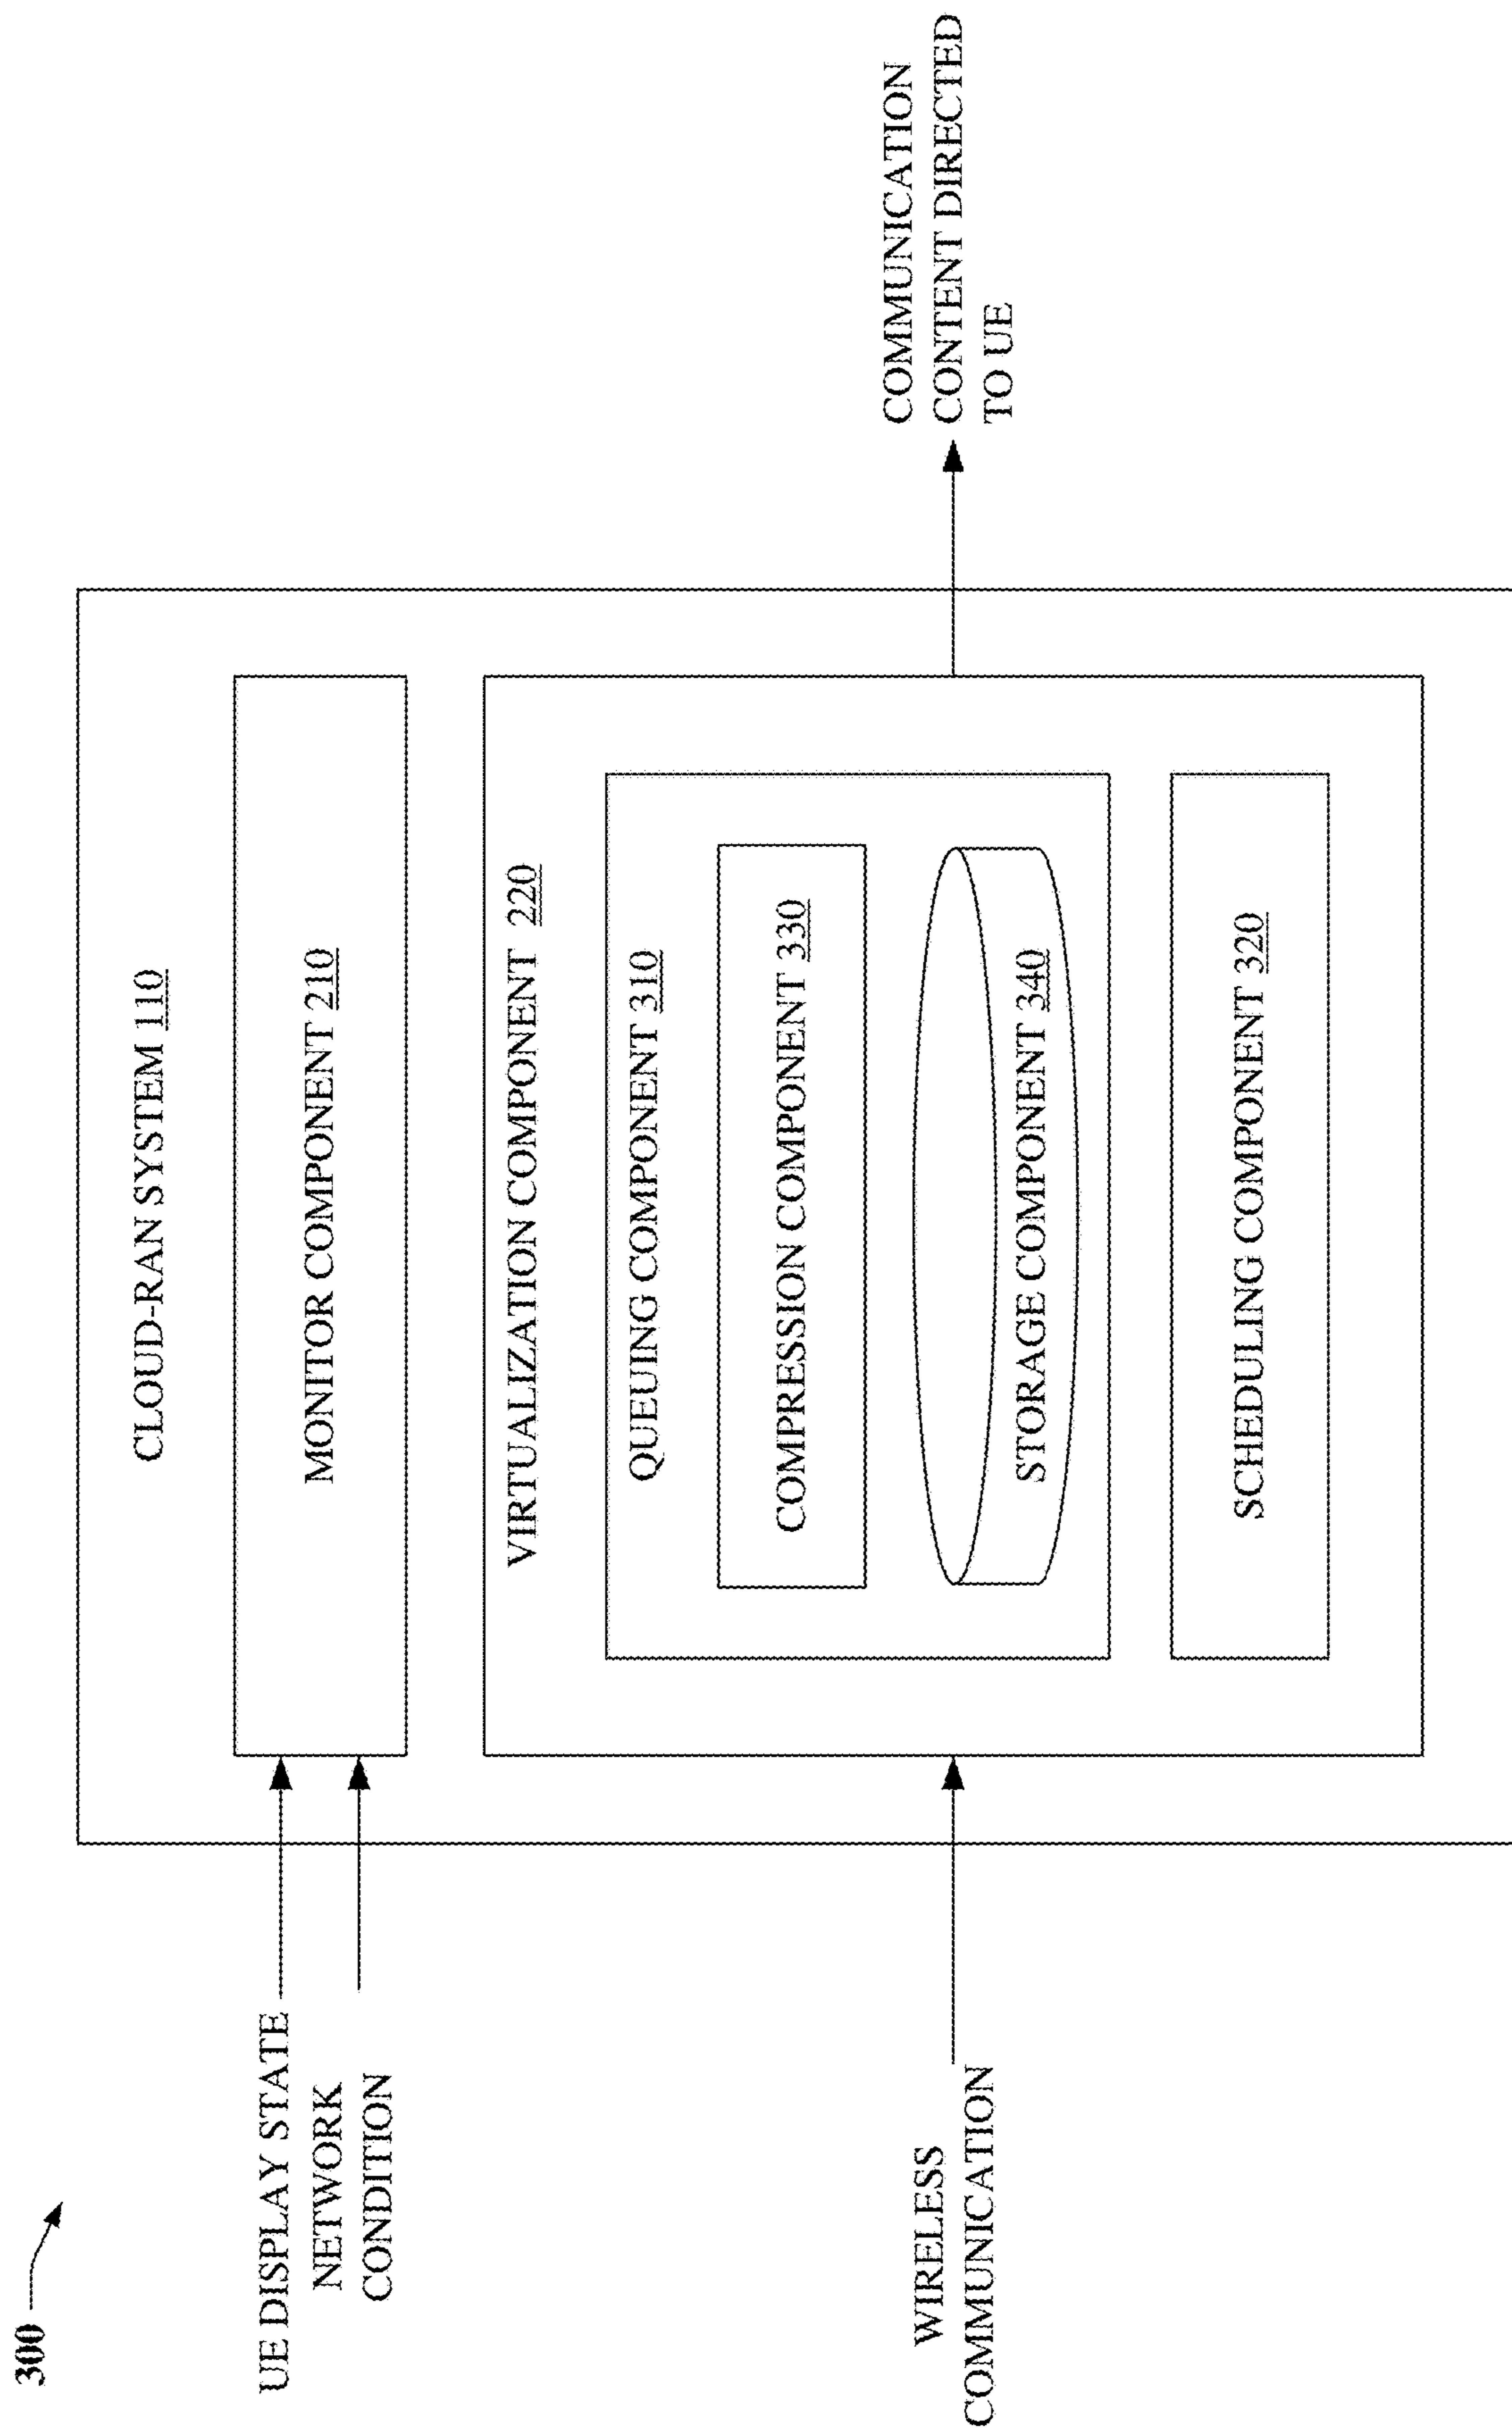 300
CLOUD-RAN SYSTEM 110
UE DISPLAY STATE
NETWORK
CONDITION
MONITOR COMPONENT 210
VIRTUALIZATION COMPONENT 220
QUEUING COMPONENT 310
COMPRESSION COMPONENT 330
WIRELESS
COMMUNICATION
STORAGE COMPONENT 340
COMMUNICATION
CONTENT DIRECTED
TO UE
SCHEDULING COMPONENT 320